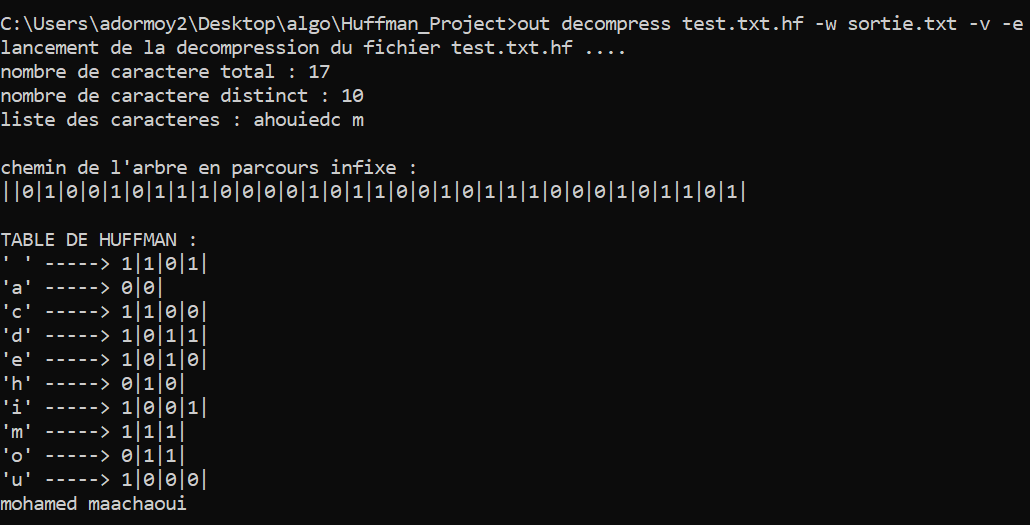 C:\Users\adormoy2\Desktop\algo\Huffman_Project>out decompress test.txt.hf -w sortie.txt -v -e
lancement de la decompression du fichier test.txt.hf ....
nombre de caractere total : 17
nombre de caractere distinct : 10
liste des caracteres : ahouiedc m
chemin de l'arbre en parcours infixe :
||0|1|0|0|1|0|1|1|1|0|0|0|0|1|0|1|1|0|0|1|0|1|1|1|0|0|0|1|0|1|1|0|1|
TABLE DE HUFFMAN :
' ' -----> 1|1|0|1|
'a' -----> 0|0|
'c' -----> 1|1|0|0|
'd' -----> 1|0|1|1|
'e' -----> 1|0|1|0|
'h' -----> 0|1|0|
'i' -----> 1|0|0|1|
'm' -----> 1|1|1|
'o' -----> 0|1|1|
'u' -----> 1|0|0|0|
mohamed maachaoui